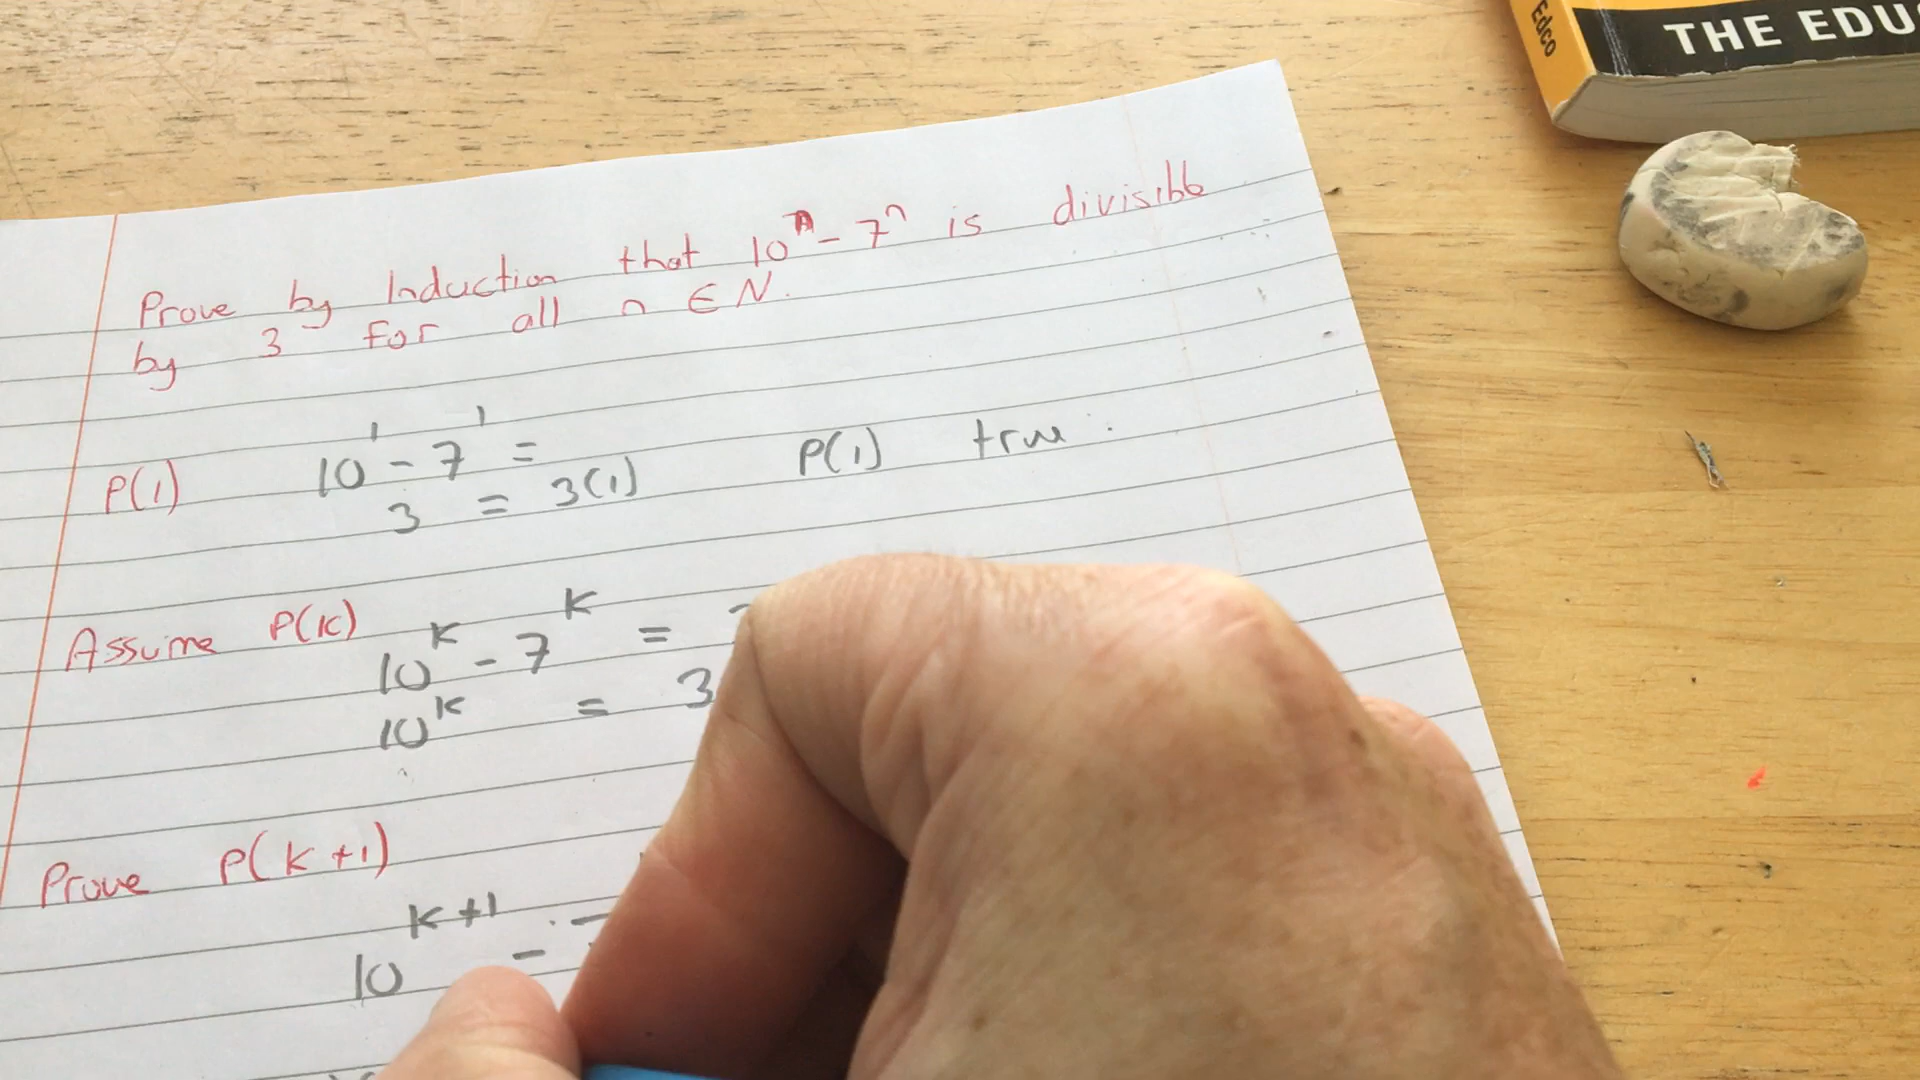 Edco
THE EDU
Prove by Induction that 10ⁿ - 7ⁿ is divisible
by 3 for all n ∈ N.
P(1) 10¹ - 7¹ =
3 = 3(1) P(1) true.
Assume P(k)
10ᵏ - 7ᵏ =
10ᵏ = 3
Prove P(k+1)
10ᵏ⁺¹ -